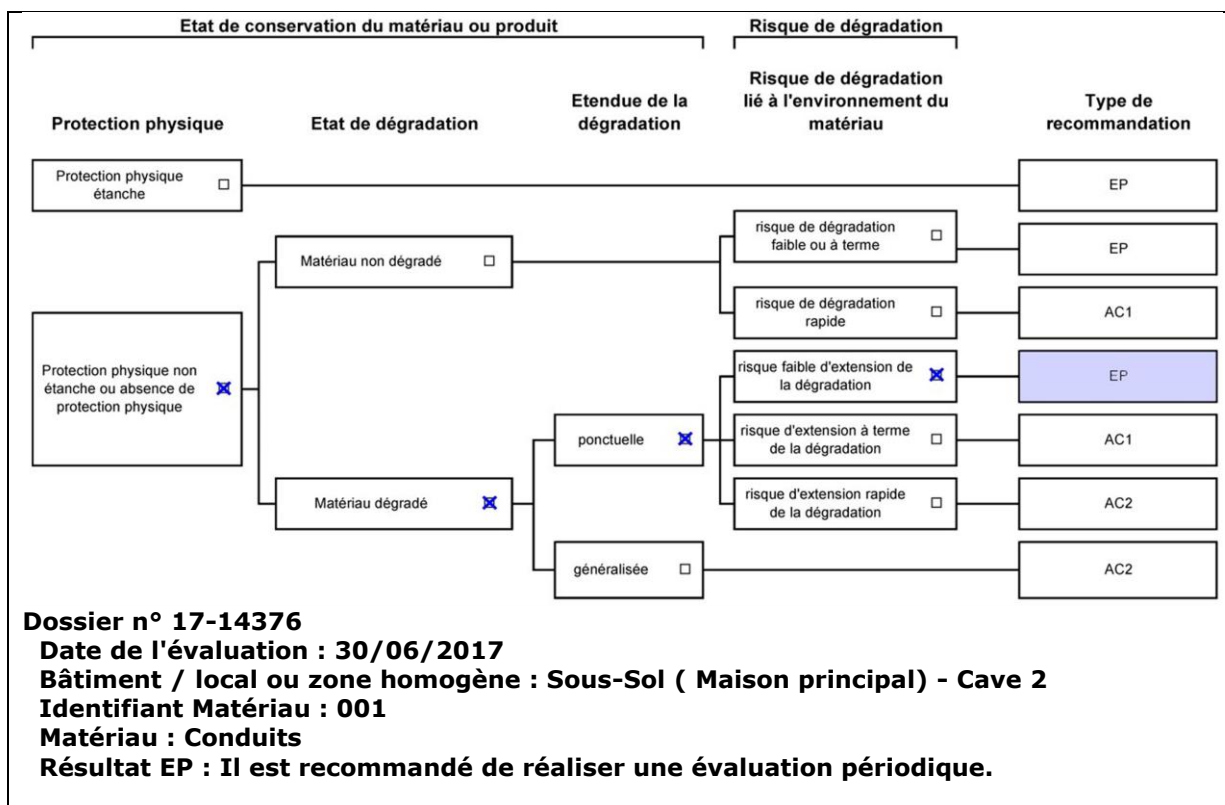 Etat de conservation du matériau ou produit
Risque de dégradation
Protection physique
Etat de dégradation
Etendue de la
dégradation
Risque de dégradation
lié à l'environnement du
matériau
Type de
recommandation
Protection physique
étanche
EP
Matériau non dégradé
risque de dégradation
faible ou à terme
EP
risque de dégradation
rapide
AC1
Protection physique non
étanche ou absence de
protection physique
risque faible d'extension de
la dégradation
EP
ponctuelle
risque d'extension à terme
de la dégradation
AC1
Matériau dégradé
risque d'extension rapide
de la dégradation
AC2
généralisée
AC2
Dossier n° 17-14376
Date de l'évaluation : 30/06/2017
Bâtiment / local ou zone homogène : Sous-Sol ( Maison principal) - Cave 2
Identifiant Matériau : 001
Matériau : Conduits
Résultat EP : Il est recommandé de réaliser une évaluation périodique.